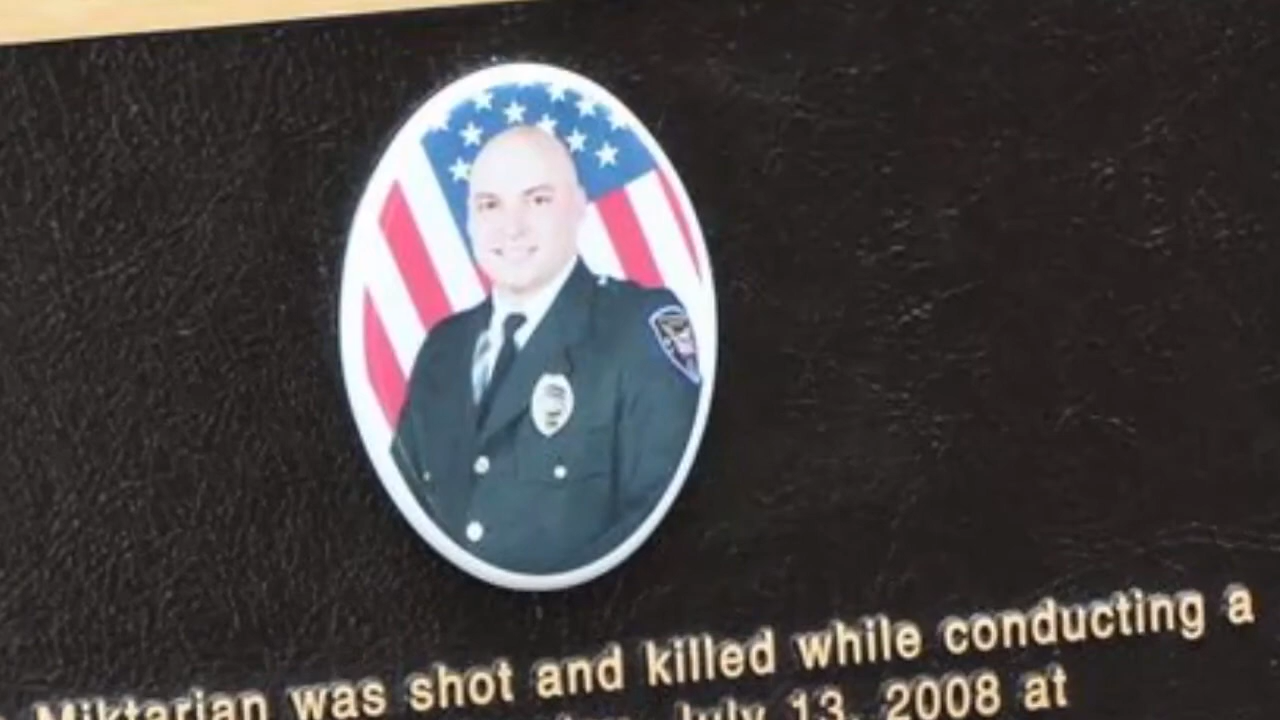 Miktarian was shot and killed while conducting a
July 13, 2008 at